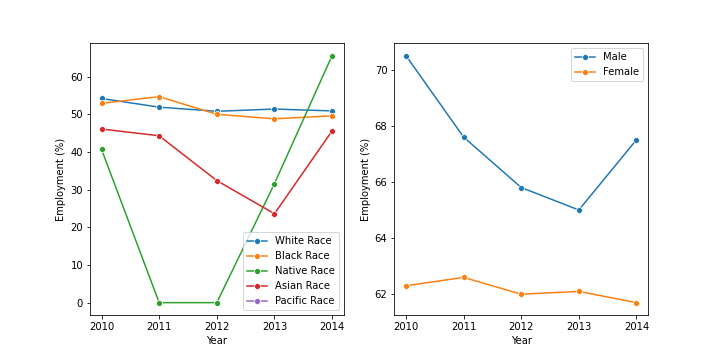 60
50
40
30
20
10
0
Employment (%)
2010 2011 2012 2013 2014
Year
White Race
Black Race
Native Race
Asian Race
Pacific Race
70
68
66
64
62
Employment (%)
2010 2011 2012 2013 2014
Year
Male
Female